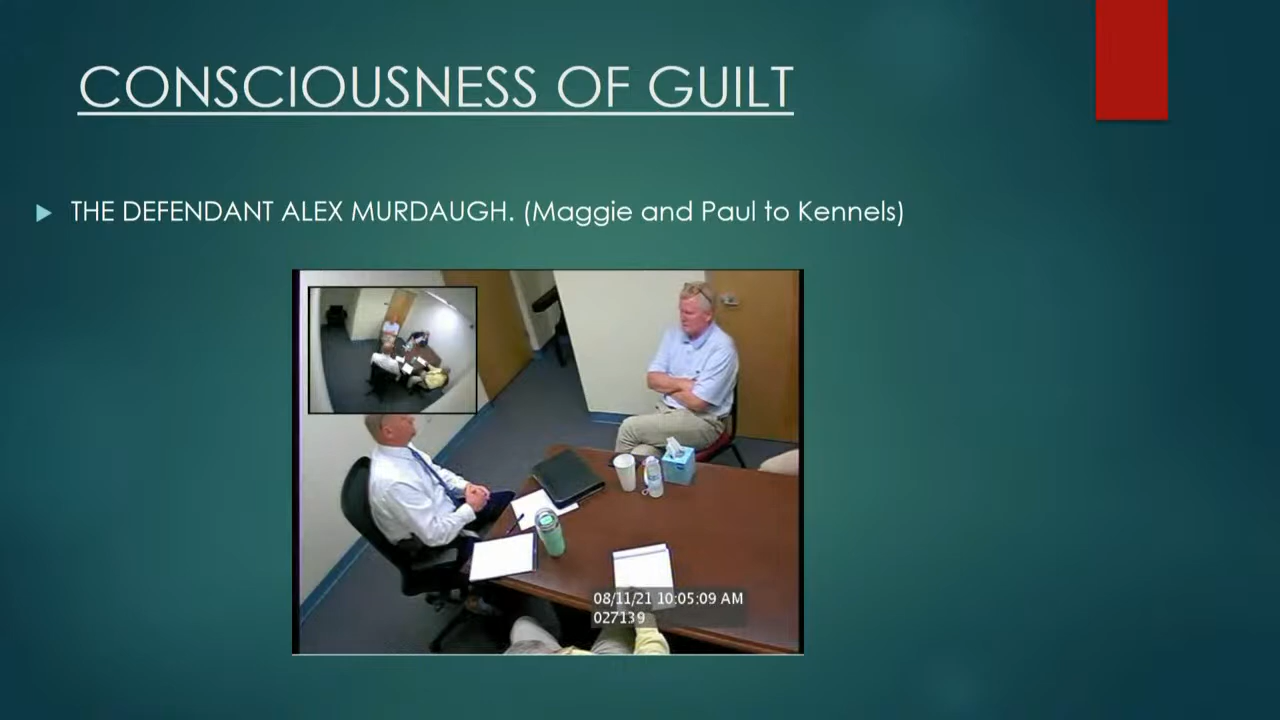 CONSCIOUSNESS OF GUILT
THE DEFENDANT ALEX MURDAUGH. (Maggie and Paul to Kennels)
08/11/21 10:05:09 AM
027139